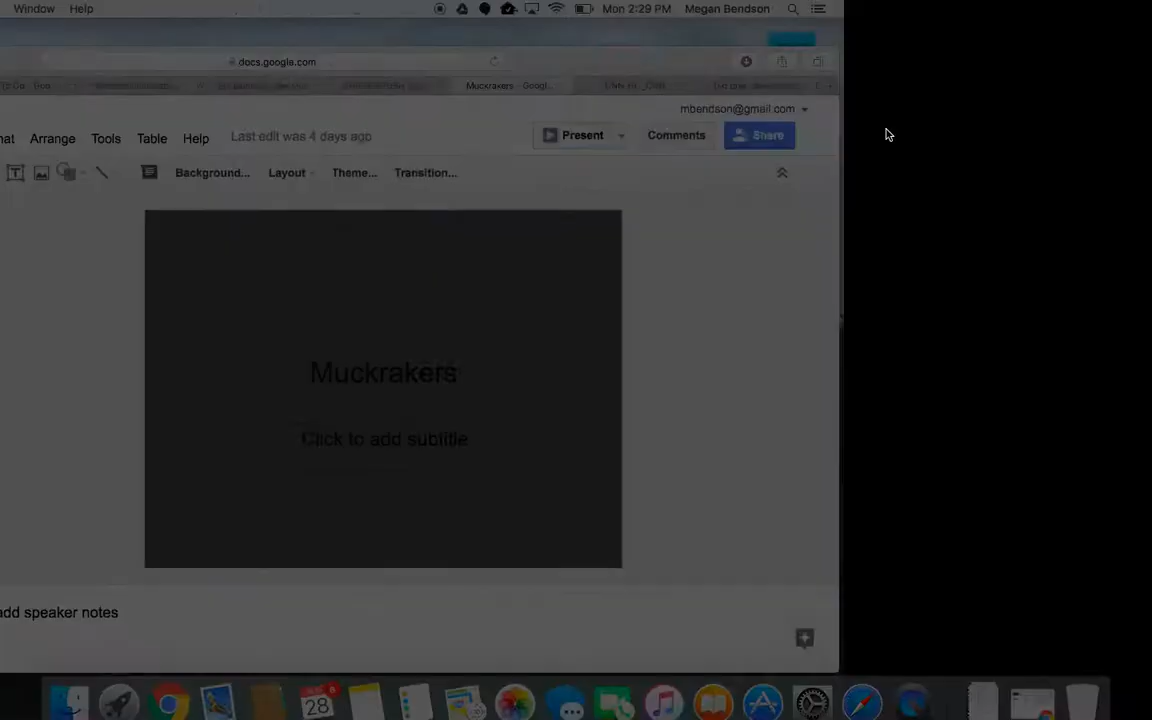 Window Help Mon 2:29 PM Megan Bendson
docs.google.com
Muckrakers - Googl...
mbendson@gmail.com
Arrange Tools Table Help Last edit was 4 days ago Present Comments Share
Background... Layout Theme... Transition...
Muckrakers
Click to add subtitle
add speaker notes
28